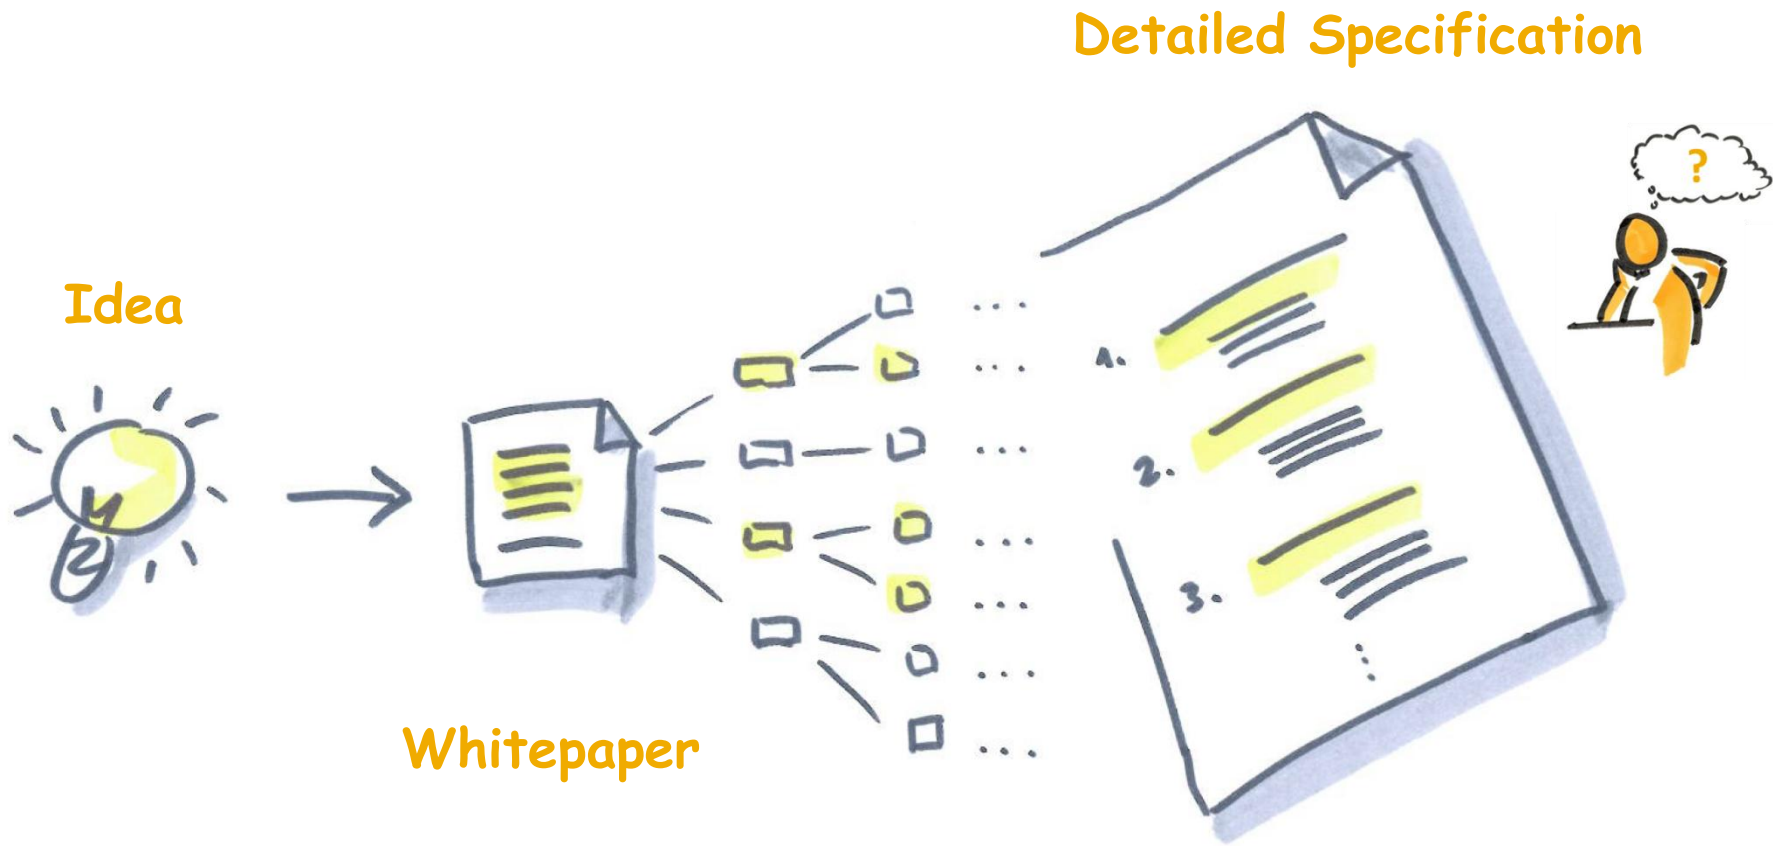 Detailed Specification
?
Idea
1.
2.
3.
Whitepaper